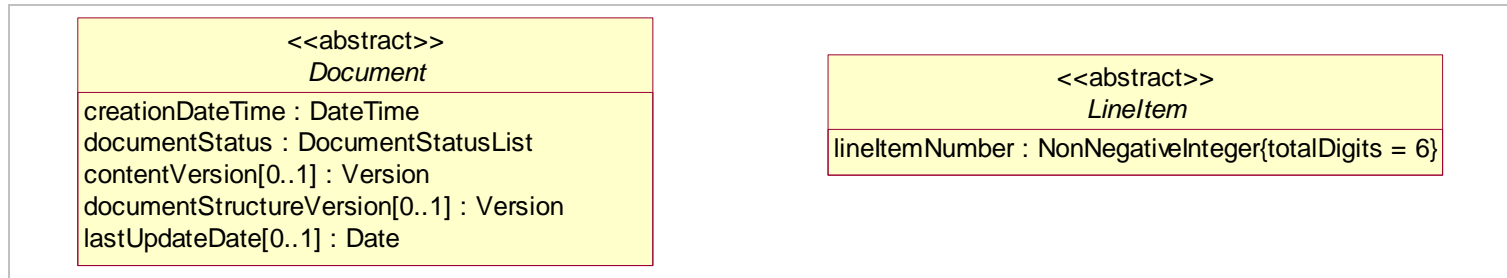 <<abstract>>
Document
creationDateTime : DateTime
documentStatus : DocumentStatusList
contentVersion[0..1] : Version
documentStructureVersion[0..1] : Version
lastUpdateDate[0..1] : Date
<<abstract>>
LineItem
lineItemNumber : NonNegativeInteger{totalDigits = 6}